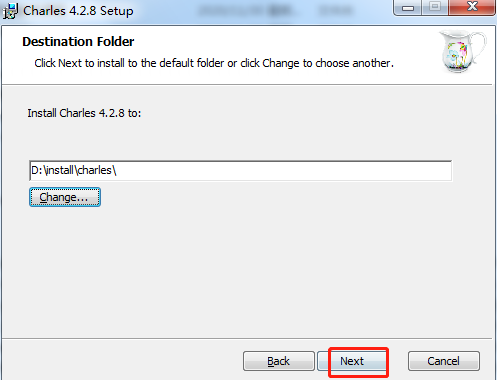 Charles 4.2.8 Setup
Destination Folder
Click Next to install to the default folder or click Change to choose another.
Install Charles 4.2.8 to:
D:\install\charles\
Change...
Back
Next
Cancel